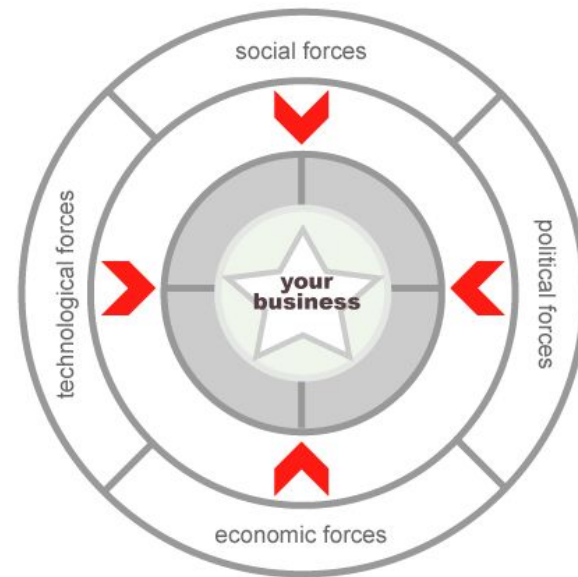 social forces
technological forces
your
business
political forces
economic forces